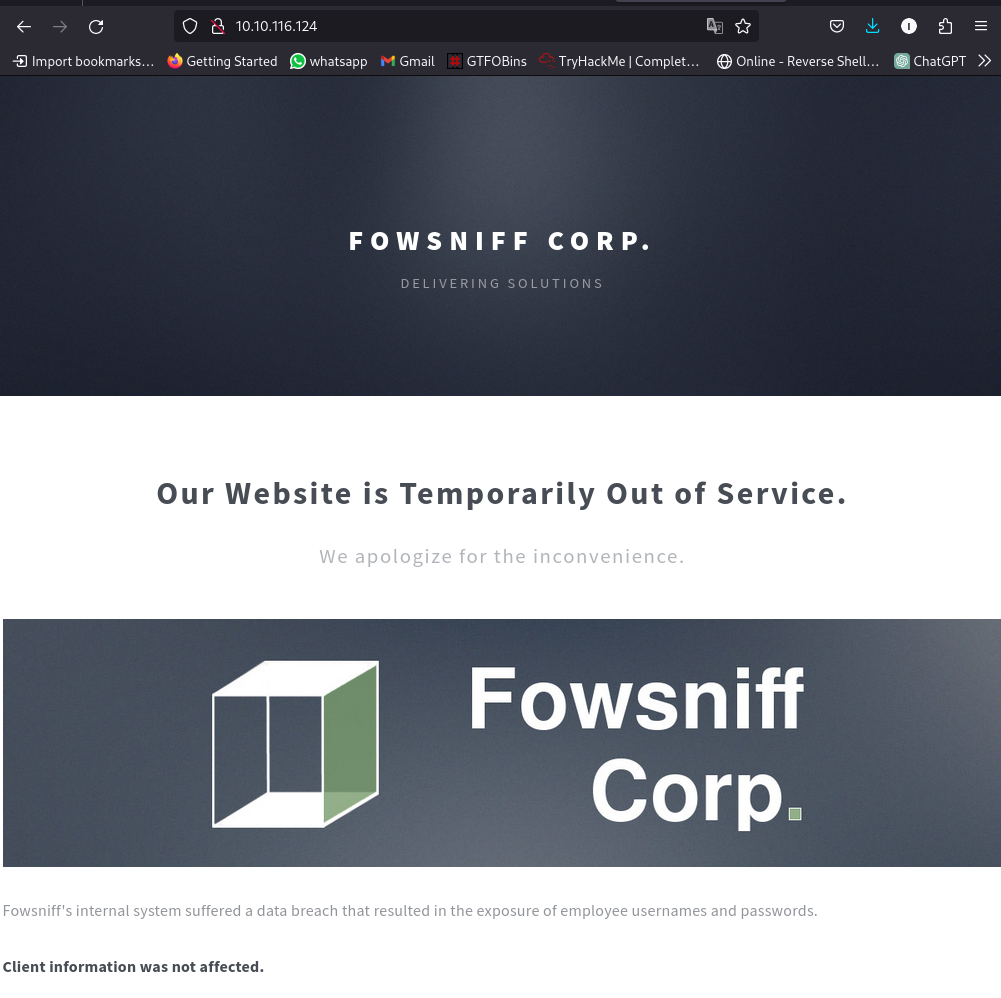 10.10.116.124
Import bookmarks... Getting Started whatsapp Gmail GTFOBins TryHackMe | Complet... Online - Reverse Shell... ChatGPT
FOWSNIFF CORP.
DELIVERING SOLUTIONS
Our Website is Temporarily Out of Service.
We apologize for the inconvenience.
Fowsniff
Corp.
Fowsniff's internal system suffered a data breach that resulted in the exposure of employee usernames and passwords.
Client information was not affected.